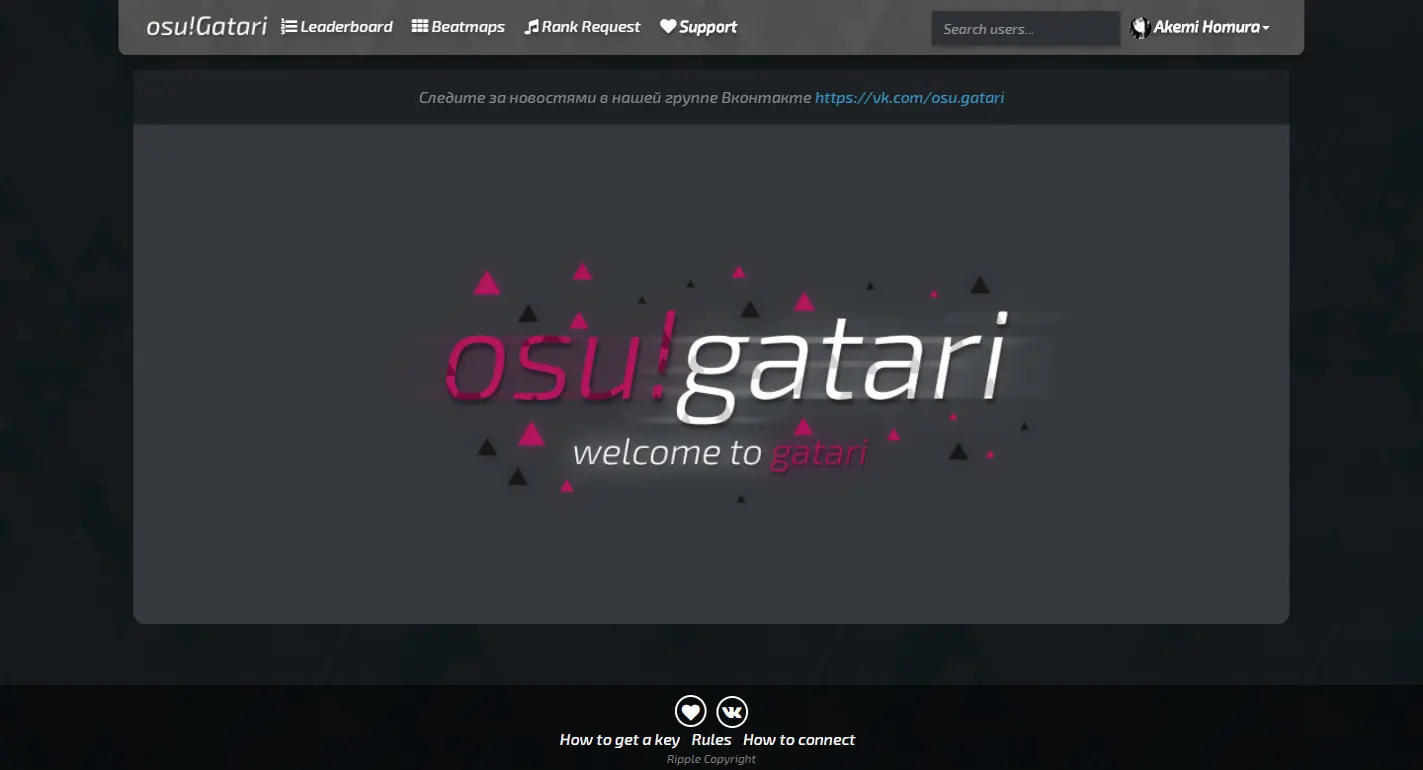 osu!Gatari Leaderboard Beatmaps Rank Request Support Search users... Akemi Homura
Следите за новостями в нашей группе Вконтакте https://vk.com/osu.gatari
osu!gatari
welcome to gatari
How to get a key Rules How to connect
Ripple Copyright